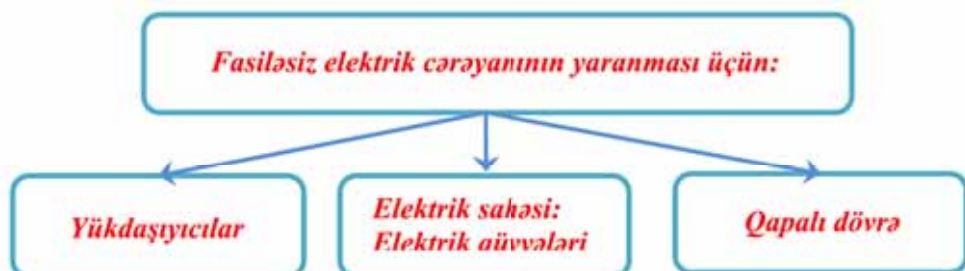 Fasiləsiz elektrik cərəyanının yaranması üçün:
Yükdaşıyıcılar
Elektrik sahəsi:
Elektrik qüvvələri
Qapalı dövrə